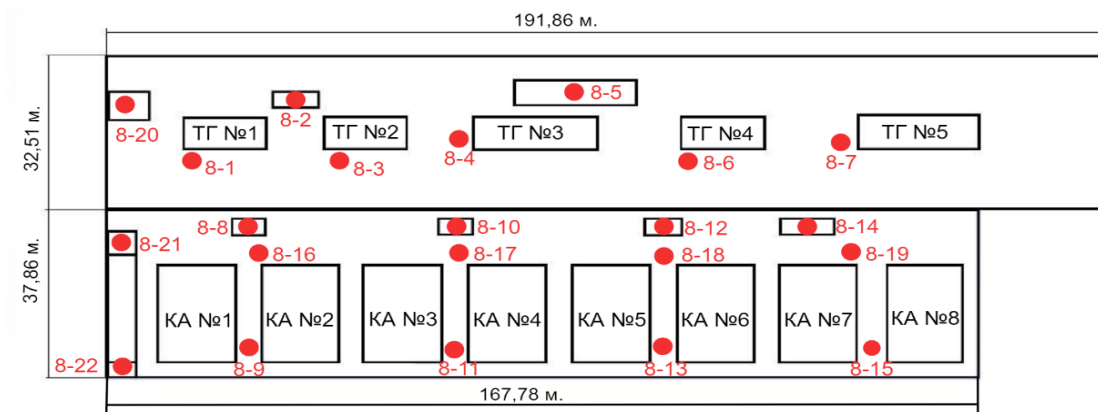 191,86 м.
32,51 м.
8-20
8-2
8-5
ТГ №1
ТГ №2
ТГ №3
ТГ №4
ТГ №5
8-1
8-3
8-4
8-6
8-7
37,86 м.
8-8
8-10
8-12
8-14
8-21
8-16
8-17
8-18
8-19
КА №1
КА №2
КА №3
КА №4
КА №5
КА №6
КА №7
КА №8
8-22
8-9
8-11
8-13
8-15
167,78 м.